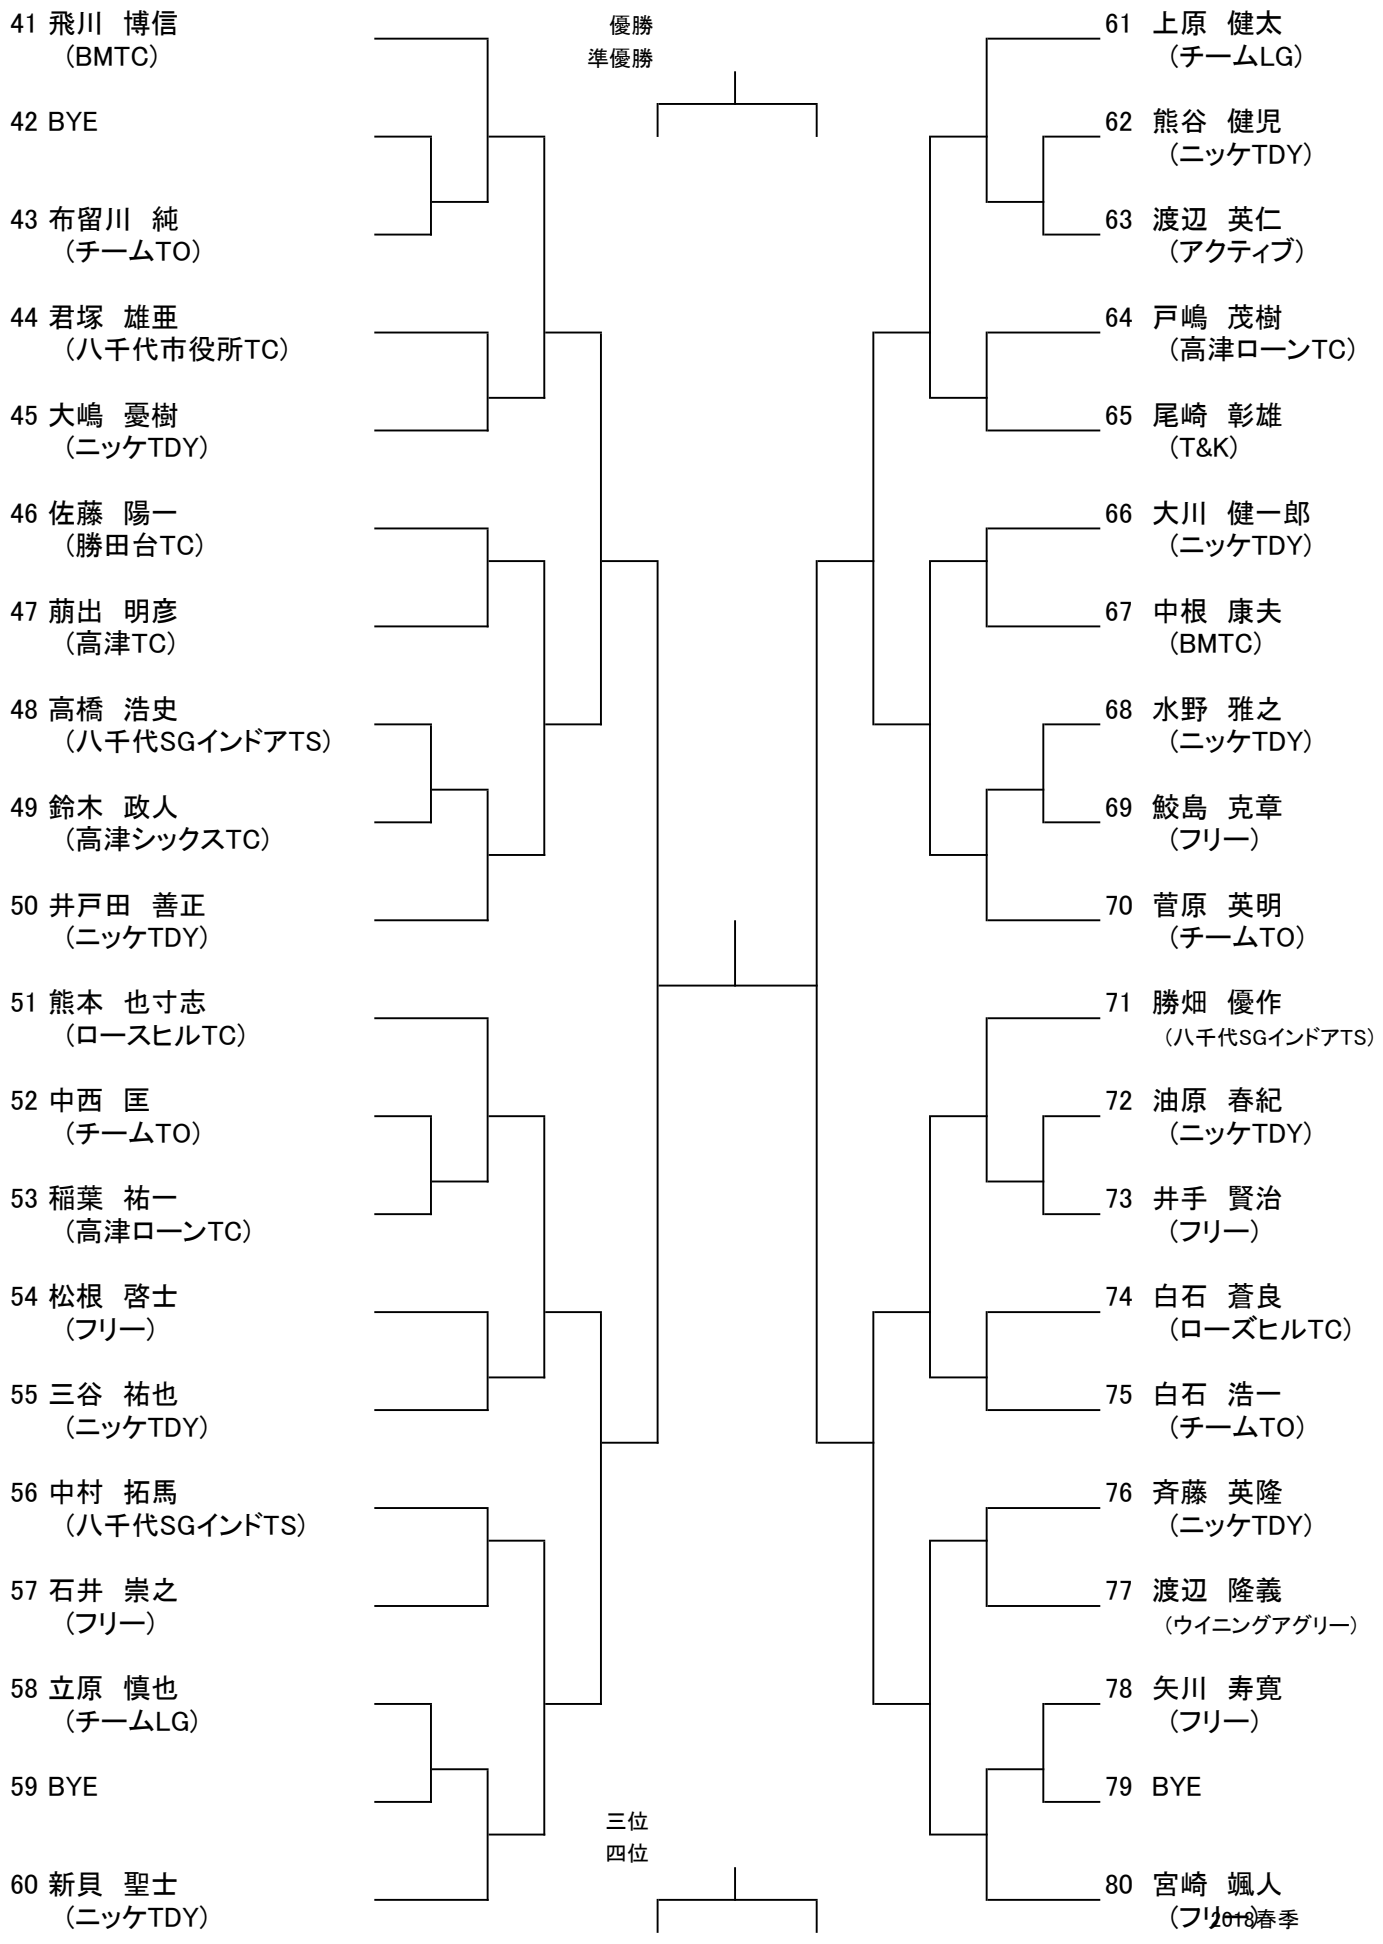 優勝
準優勝
41 飛川 博信
(BMTC)
42 BYE
43 布留川 純
(チームTO)
44 君塚 雄亜
(八千代市役所TC)
45 大嶋 憂樹
(ニッケTDY)
46 佐藤 陽一
(勝田台TC)
47 萠出 明彦
(高津TC)
48 高橋 浩史
(八千代SGインドアTS)
49 鈴木 政人
(高津シックスTC)
50 井戸田 善正
(ニッケTDY)
51 熊本 也寸志
(ロースヒルTC)
52 中西 匡
(チームTO)
53 稲葉 祐一
(高津ローンTC)
54 松根 啓士
(フリー)
55 三谷 祐也
(ニッケTDY)
56 中村 拓馬
(八千代SGインドTS)
57 石井 崇之
(フリー)
58 立原 慎也
(チームLG)
59 BYE
60 新貝 聖士
(ニッケTDY)
61 上原 健太
(チームLG)
62 熊谷 健児
(ニッケTDY)
63 渡辺 英仁
(アクティブ)
64 戸嶋 茂樹
(高津ローンTC)
65 尾崎 彰雄
(T&K)
66 大川 健一郎
(ニッケTDY)
67 中根 康夫
(BMTC)
68 水野 雅之
(ニッケTDY)
69 鮫島 克章
(フリー)
70 菅原 英明
(チームTO)
71 勝畑 優作
(八千代SGインドアTS)
72 油原 春紀
(ニッケTDY)
73 井手 賢治
(フリー)
74 白石 蒼良
(ローズヒルTC)
75 白石 浩一
(チームTO)
76 斉藤 英隆
(ニッケTDY)
77 渡辺 隆義
(ウイニングアグリー)
78 矢川 寿寛
(フリー)
79 BYE
80 宮崎 颯人
(フリー)
2018春季
三位
四位